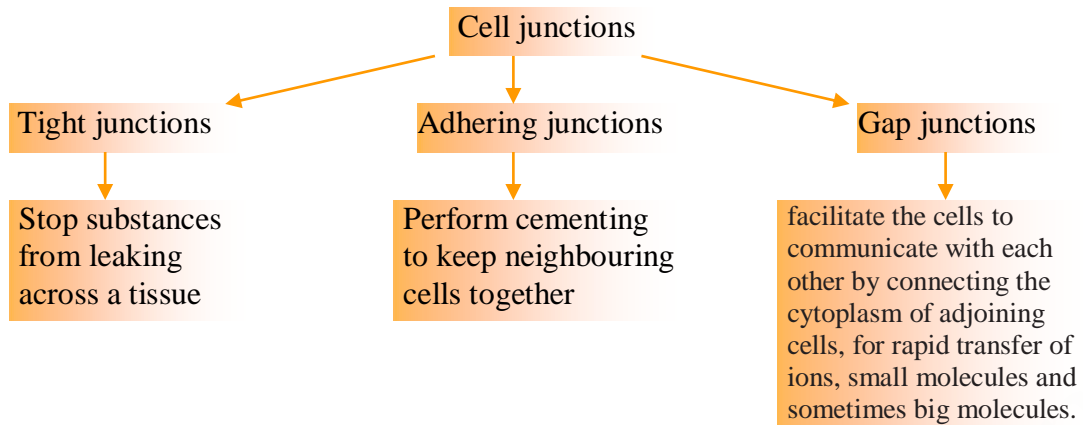 Cell junctions
Tight junctions
Adhering junctions
Gap junctions
Stop substances
from leaking
across a tissue
Perform cementing
to keep neighbouring
cells together
facilitate the cells to
communicate with each
other by connecting the
cytoplasm of adjoining
cells, for rapid transfer of
ions, small molecules and
sometimes big molecules.